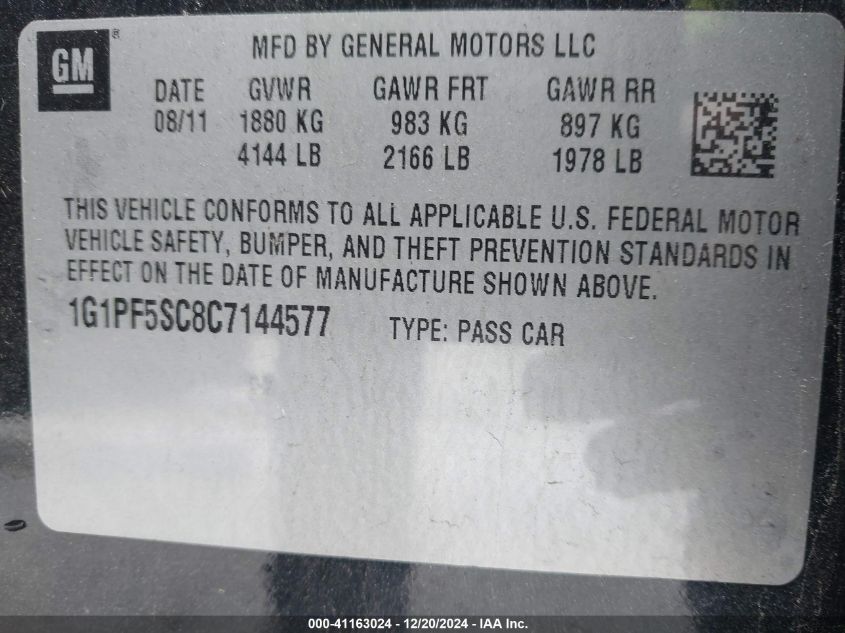 GM ®
MFD BY GENERAL MOTORS LLC
DATE GVWR GAWR FRT GAWR RR
08/11 1880 KG 983 KG 897 KG
4144 LB 2166 LB 1978 LB
THIS VEHICLE CONFORMS TO ALL APPLICABLE U.S. FEDERAL MOTOR
VEHICLE SAFETY, BUMPER, AND THEFT PREVENTION STANDARDS IN
EFFECT ON THE DATE OF MANUFACTURE SHOWN ABOVE.
1G1PF5SC8C7144577 TYPE: PASS CAR
000-41163024 - 12/20/2024 - IAA Inc.